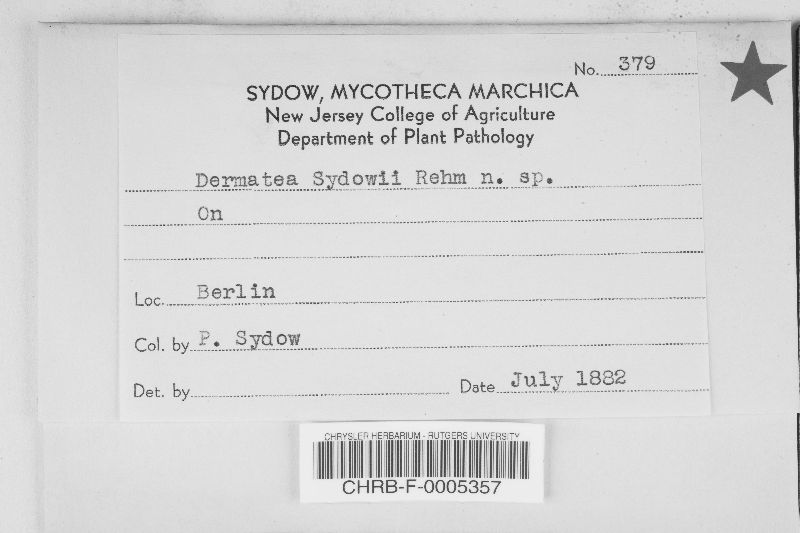 No. 379
SYDOW, MYCOTHECA MARCHICA
New Jersey College of Agriculture
Department of Plant Pathology
Dermatea Sydowii Rehm n. sp.
On
Loc. Berlin
Col. by P. Sydow
Det. by
Date July 1882
CHRYSLER HERBARIUM - RUTGERS UNIVERSITY
CHRB-F-0005357